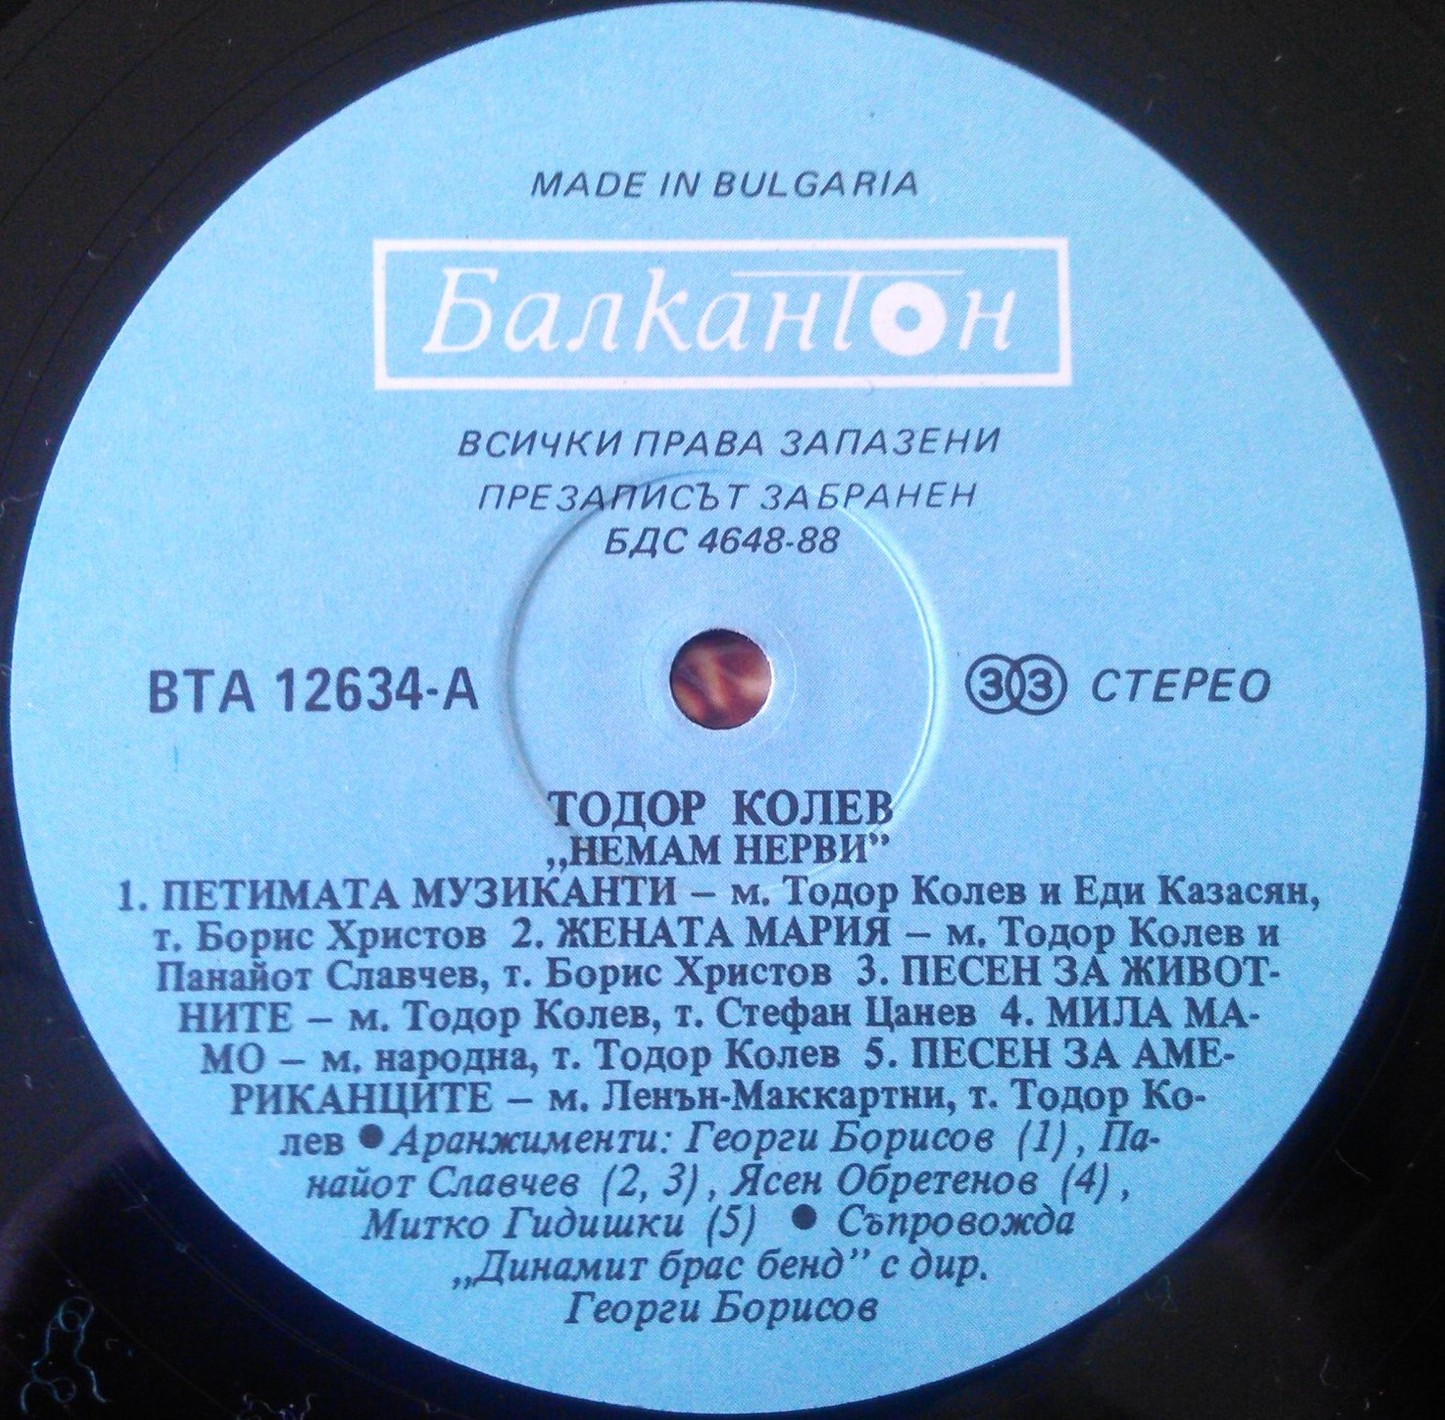 MADE IN BULGARIA
Балкантон
ВСИЧКИ ПРАВА ЗАПАЗЕНИ
ПРЕЗАПИСЪТ ЗАБРАНЕН
БДС 4648-88
ВТА 12634-А
33 СТЕРЕО
ТОДОР КОЛЕВ
„НЕМАМ НЕРВИ”
1. ПЕТИМАТА МУЗИКАНТИ – м. Тодор Колев и Еди Казасян,
т. Борис Христов 2. ЖЕНАТА МАРИЯ – м. Тодор Колев и
Панайот Славчев, т. Борис Христов 3. ПЕСЕН ЗА ЖИВОТ-
НИТЕ – м. Тодор Колев, т. Стефан Цанев 4. МИЛА МА-
МО – м. народна, т. Тодор Колев 5. ПЕСЕН ЗА АМЕ-
РИКАНЦИТЕ – м. Ленън-Маккартни, т. Тодор Ко-
лев ● Аранжименти: Георги Борисов (1), Па-
найот Славчев (2, 3), Ясен Обретенов (4),
Митко Гидишки (5) ● Съпровожда
„Динамит брас бенд” с дир.
Георги Борисов